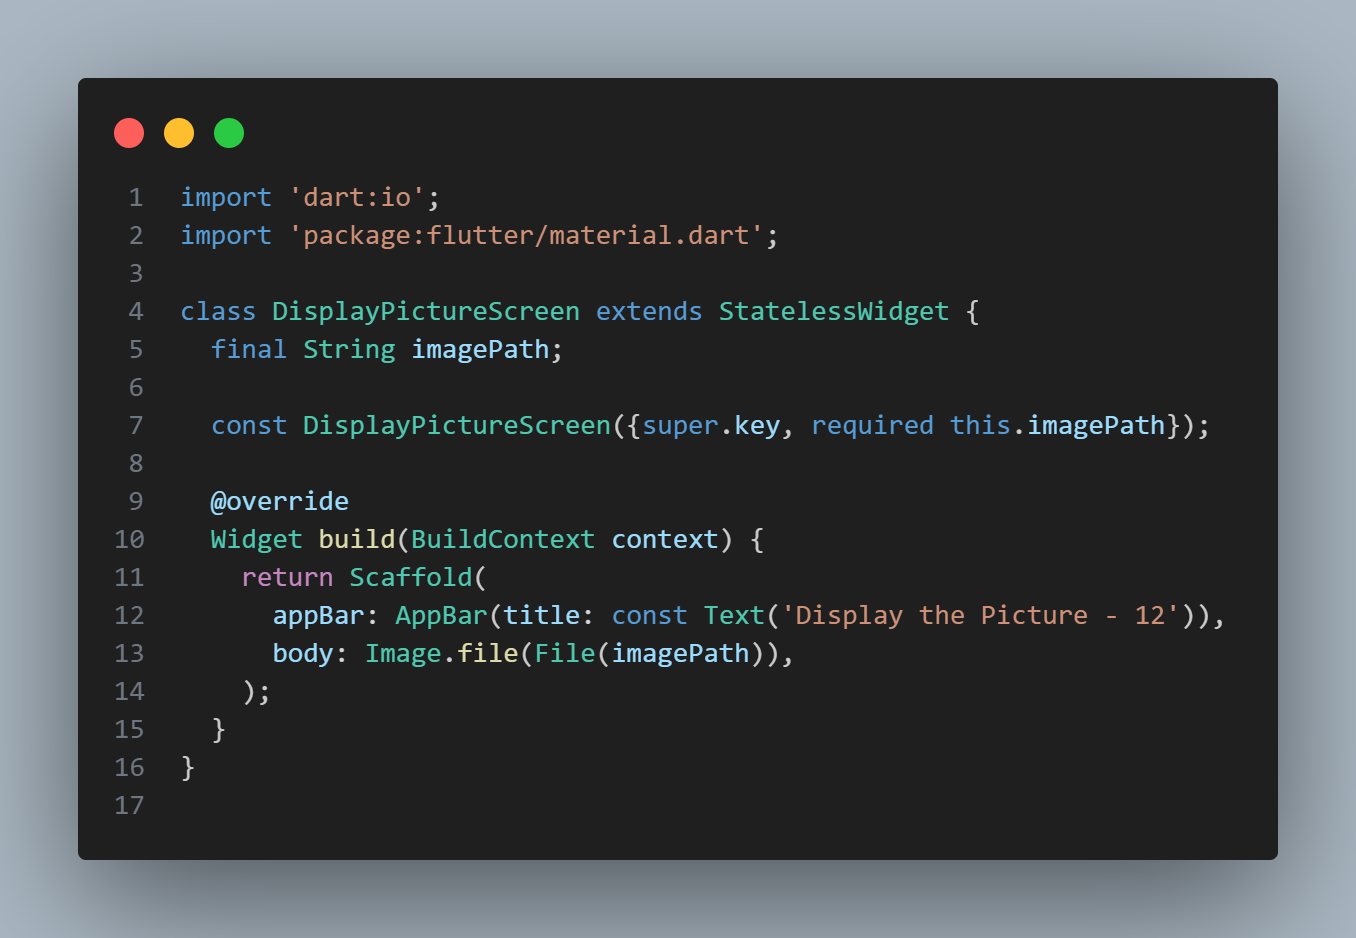 1 import 'dart:io';
2 import 'package:flutter/material.dart';
3
4 class DisplayPictureScreen extends StatelessWidget {
5   final String imagePath;
6
7   const DisplayPictureScreen({super.key, required this.imagePath});
8
9   @override
10   Widget build(BuildContext context) {
11     return Scaffold(
12       appBar: AppBar(title: const Text('Display the Picture - 12')),
13       body: Image.file(File(imagePath)),
14     );
15   }
16 }
17